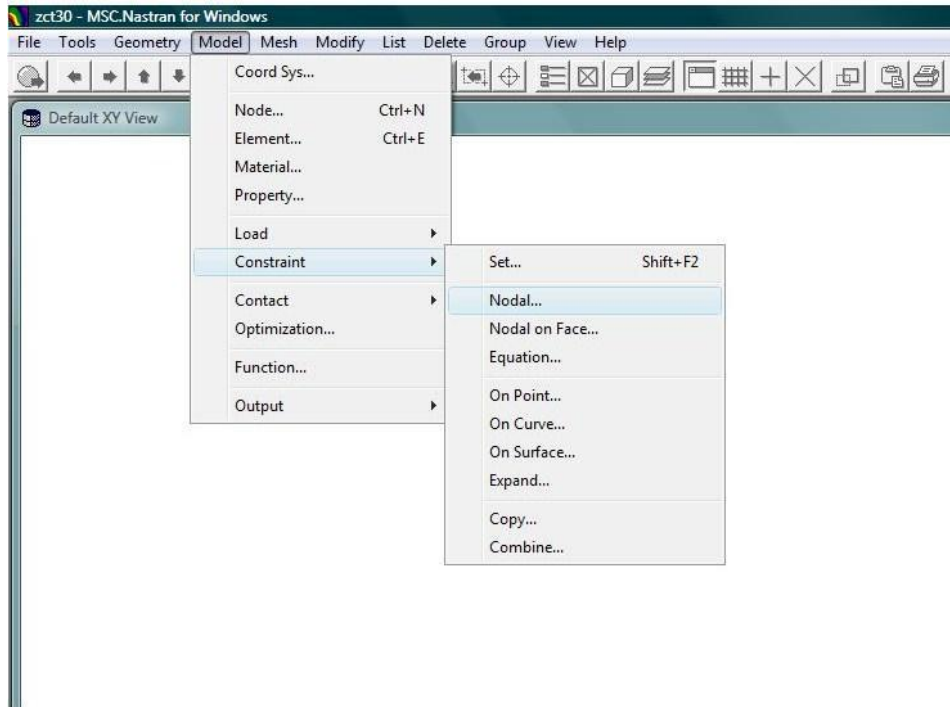 zct30 - MSC.Nastran for Windows
File Tools Geometry Model Mesh Modify List Delete Group View Help
Default XY View
Coord Sys...
Node... Ctrl+N
Element... Ctrl+E
Material...
Property...
Load
Constraint
Contact
Optimization...
Function...
Output
Set... Shift+F2
Nodal...
Nodal on Face...
Equation...
On Point...
On Curve...
On Surface...
Expand...
Copy...
Combine...